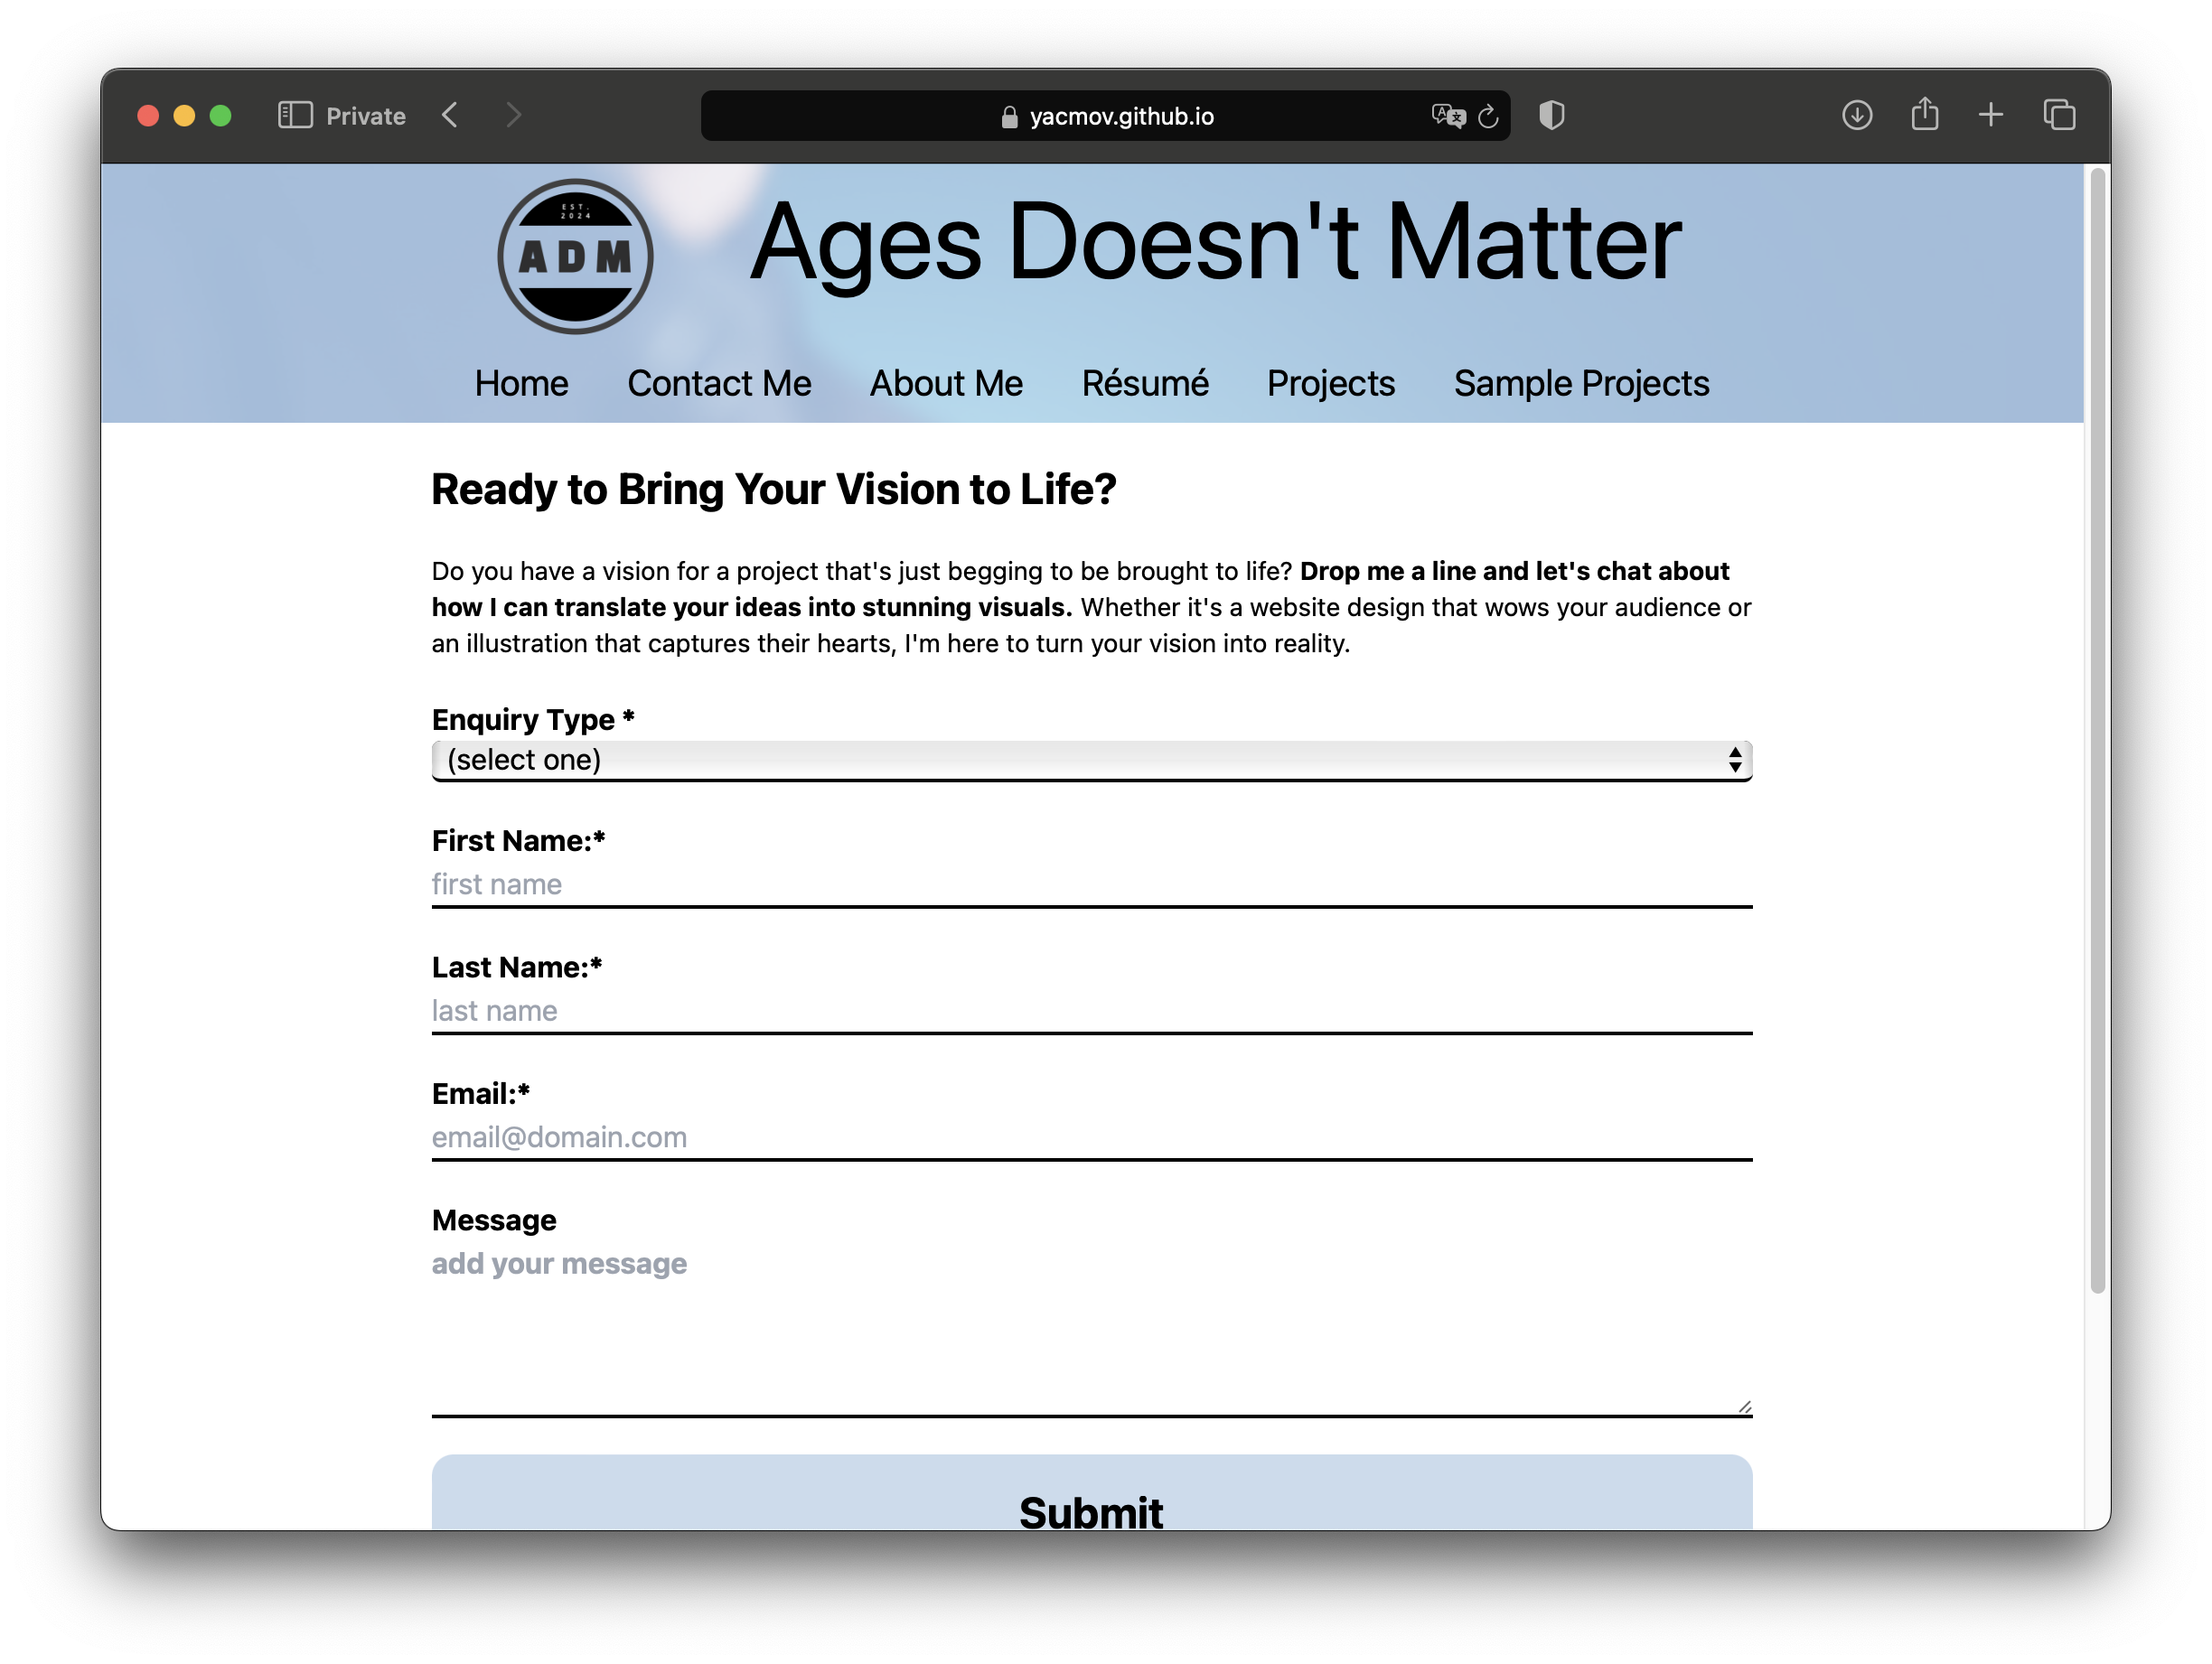 Private
yacmov.github.io
EST.
2024
ADM
Ages Doesn't Matter
Home Contact Me About Me Résumé Projects Sample Projects
Ready to Bring Your Vision to Life?
Do you have a vision for a project that's just begging to be brought to life? Drop me a line and let's chat about
how I can translate your ideas into stunning visuals. Whether it's a website design that wows your audience or
an illustration that captures their hearts, I'm here to turn your vision into reality.
Enquiry Type *
(select one)
First Name:*
first name
Last Name:*
last name
Email:*
email@domain.com
Message
add your message
Submit